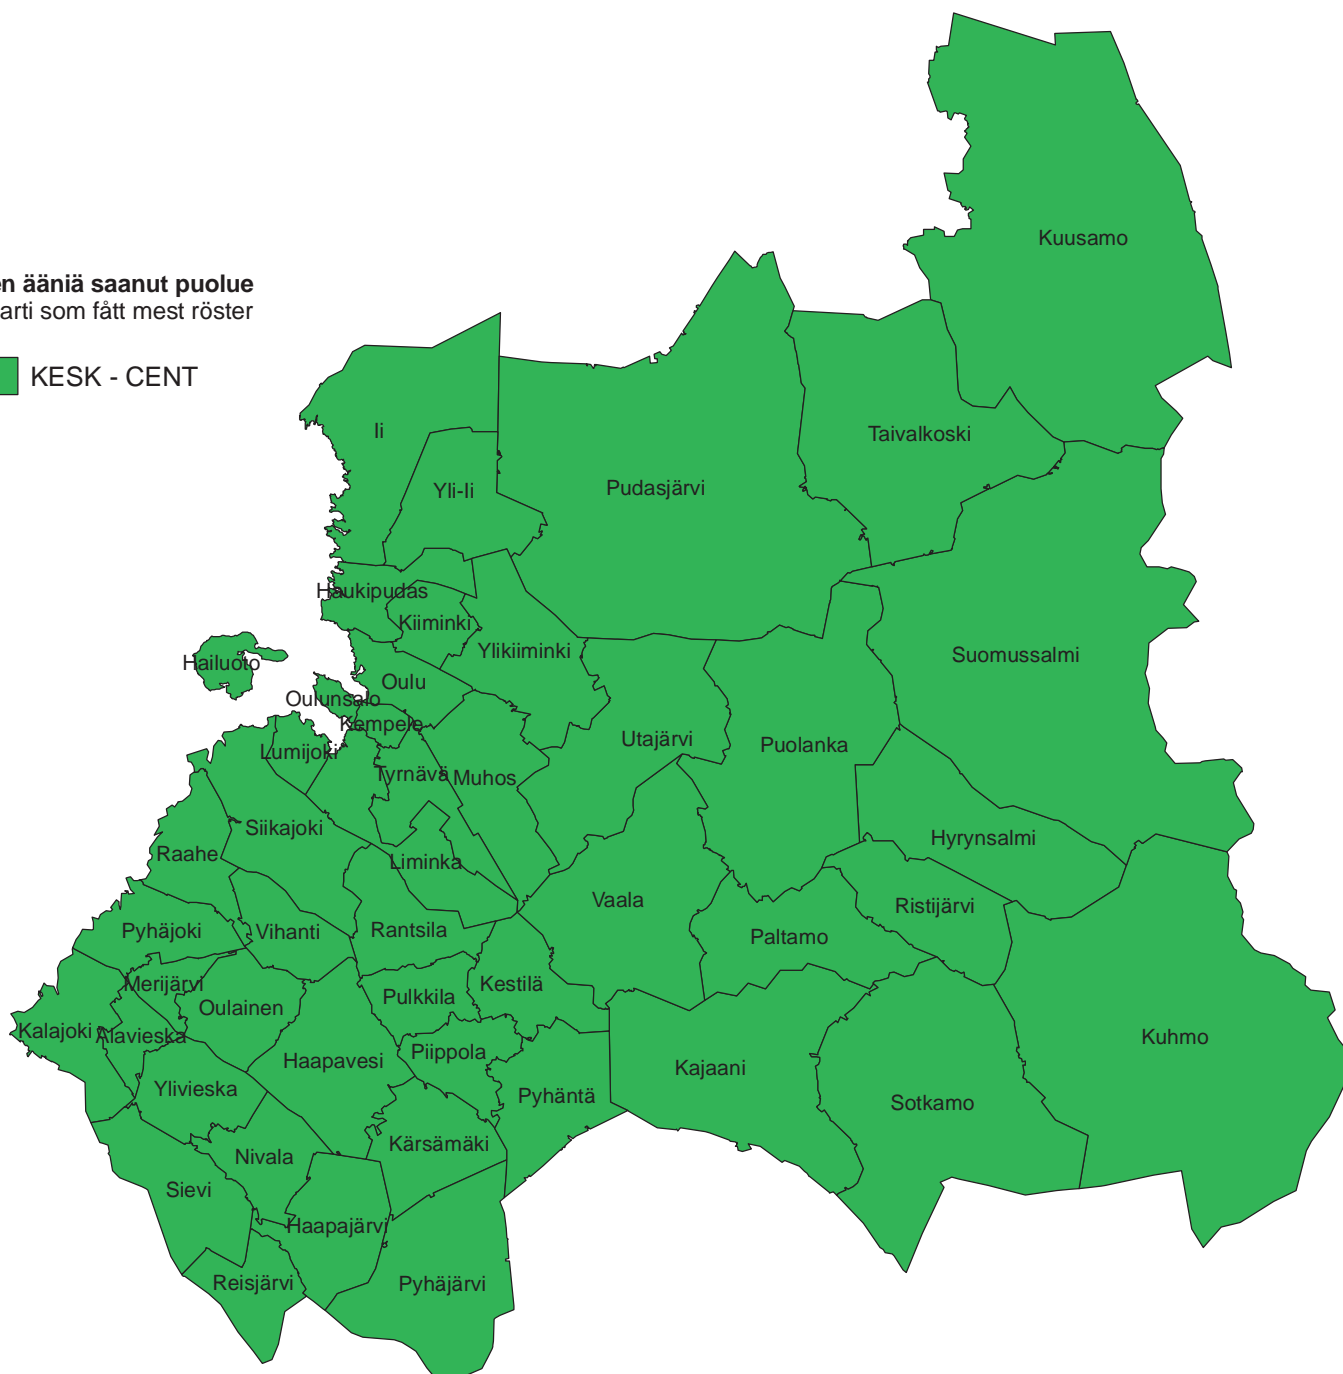 Kuusamo
ääniä saanut puolue
som fått mest röster
KESK - CENT
Ii
Taivalkoski
Yli-Ii
Pudasjärvi
Haukipudas
Kiiminki
Ylikiiminki
Hailuoto
Suomussalmi
Oulu
Oulunsalo
Kempele
Utajärvi
Puolanka
Lumijoki
Tyrnävä
Muhos
Siikajoki
Hyrynsalmi
Raahe
Liminka
Vaala
Ristijärvi
Pyhäjoki
Vihanti
Rantsila
Paltamo
Merijärvi
Kestilä
Pulkkila
Oulainen
Kalajoki
Alavieska
Kuhmo
Piippola
Haapavesi
Kajaani
Ylivieska
Pyhäntä
Sotkamo
Kärsämäki
Nivala
Sievi
Haapajärvi
Reisjärvi
Pyhäjärvi